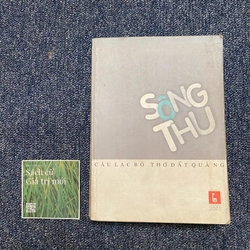 SÔNG
THU
CÂU LẠC BỘ THƠ ĐẤT QUẢNG
Sách cũ
Giá trị mới